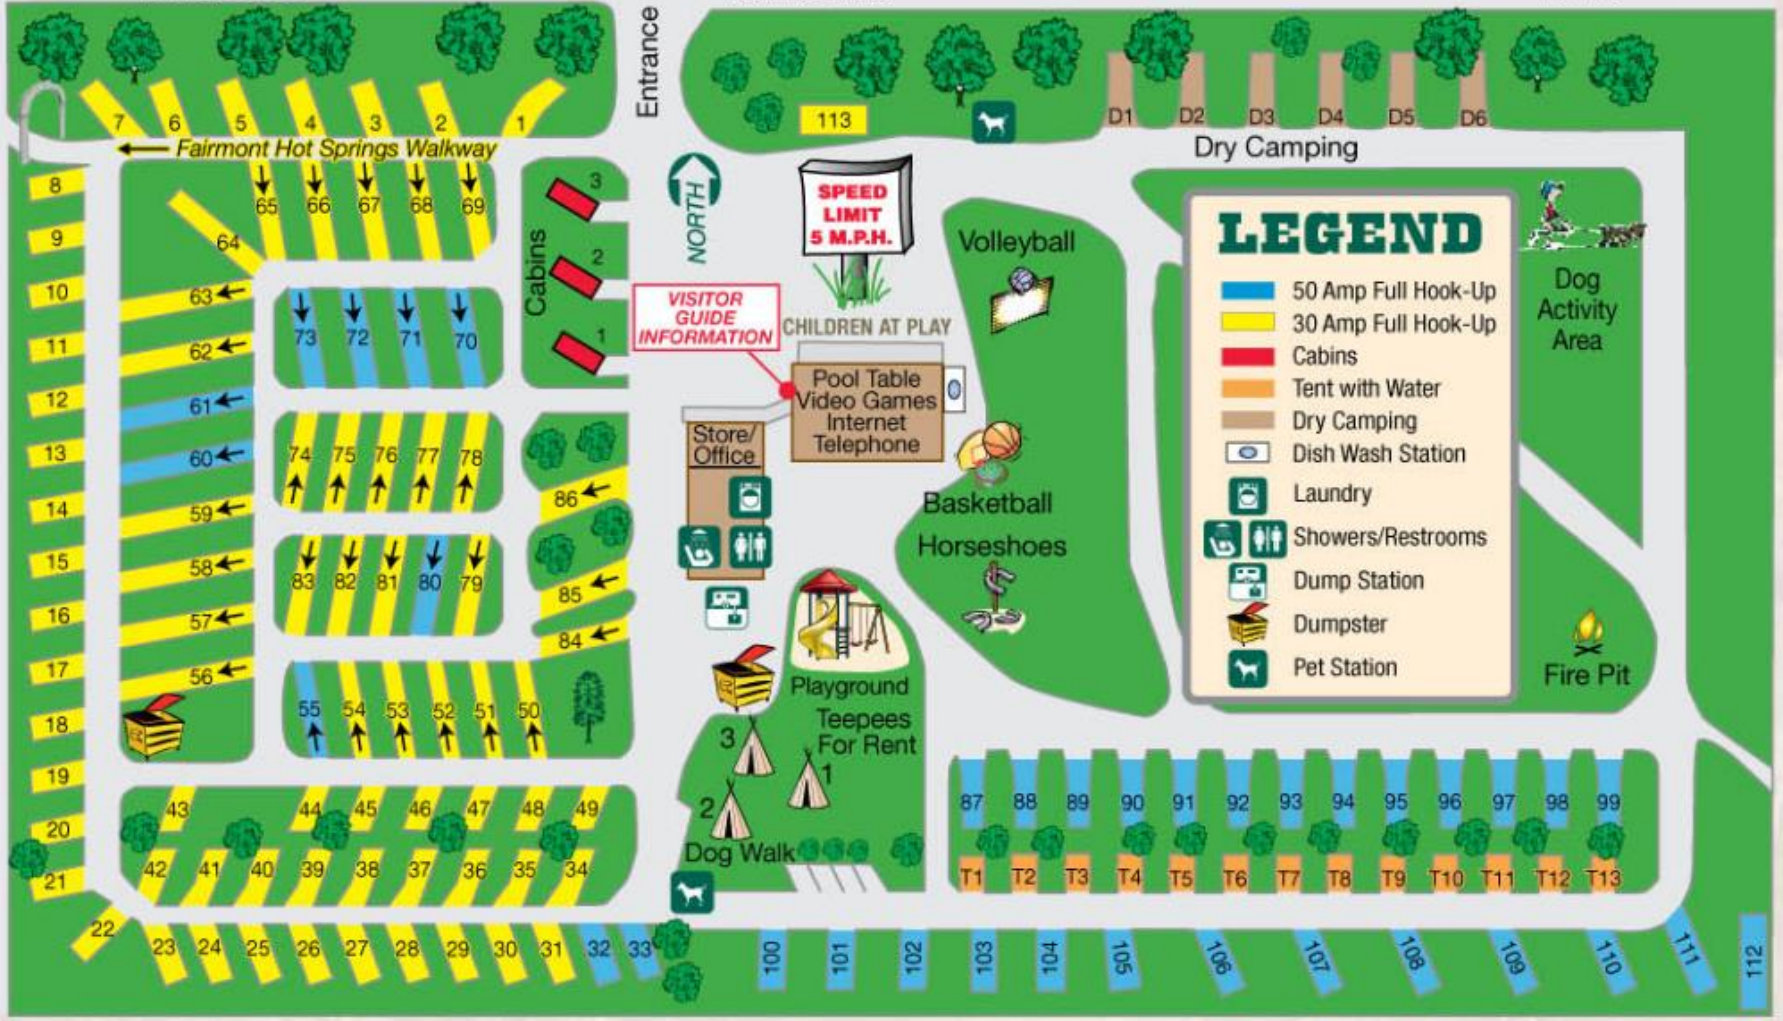 Entrance
7
6
5
4
3
2
1
113
D1
D2
D3
D4
D5
D6
Fairmont Hot Springs Walkway
Dry Camping
8
9
10
11
12
13
14
15
16
17
18
19
20
21
22
65
66
67
68
69
64
63
62
61
60
59
58
57
56
73
72
71
70
74
75
76
77
78
83
82
81
80
79
55
54
53
52
51
50
Cabins
3
2
1
86
85
84
NORTH
SPEED
LIMIT
5 M.P.H.
VISITOR
GUIDE
INFORMATION
CHILDREN AT PLAY
Pool Table
Video Games
Internet
Telephone
Store/
Office
Volleyball
Basketball
Horseshoes
Playground
Teepees
For Rent
3
1
2
Dog Walk
LEGEND
50 Amp Full Hook-Up
30 Amp Full Hook-Up
Cabins
Tent with Water
Dry Camping
Dish Wash Station
Laundry
Showers/Restrooms
Dump Station
Dumpster
Pet Station
Dog
Activity
Area
Fire Pit
43
44
45
46
47
48
49
42
41
40
39
38
37
36
35
34
23
24
25
26
27
28
29
30
31
32
33
87
88
89
90
91
92
93
94
95
96
97
98
99
T1
T2
T3
T4
T5
T6
T7
T8
T9
T10
T11
T12
T13
100
101
102
103
104
105
106
107
108
109
110
111
112